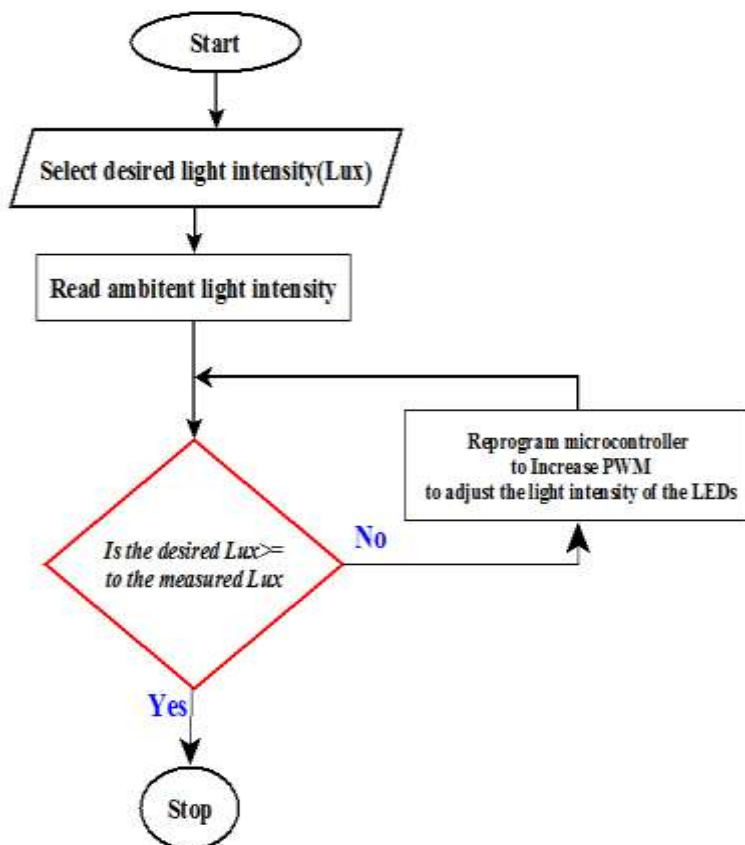 Start
Select desired light intensity(Lux)
Read ambitent light intensity
Reprogram microcontroller
to Increase PWM
to adjust the light intensity of the LEDs
Is the desired Lux>=
to the measured Lux
No
Yes
Stop